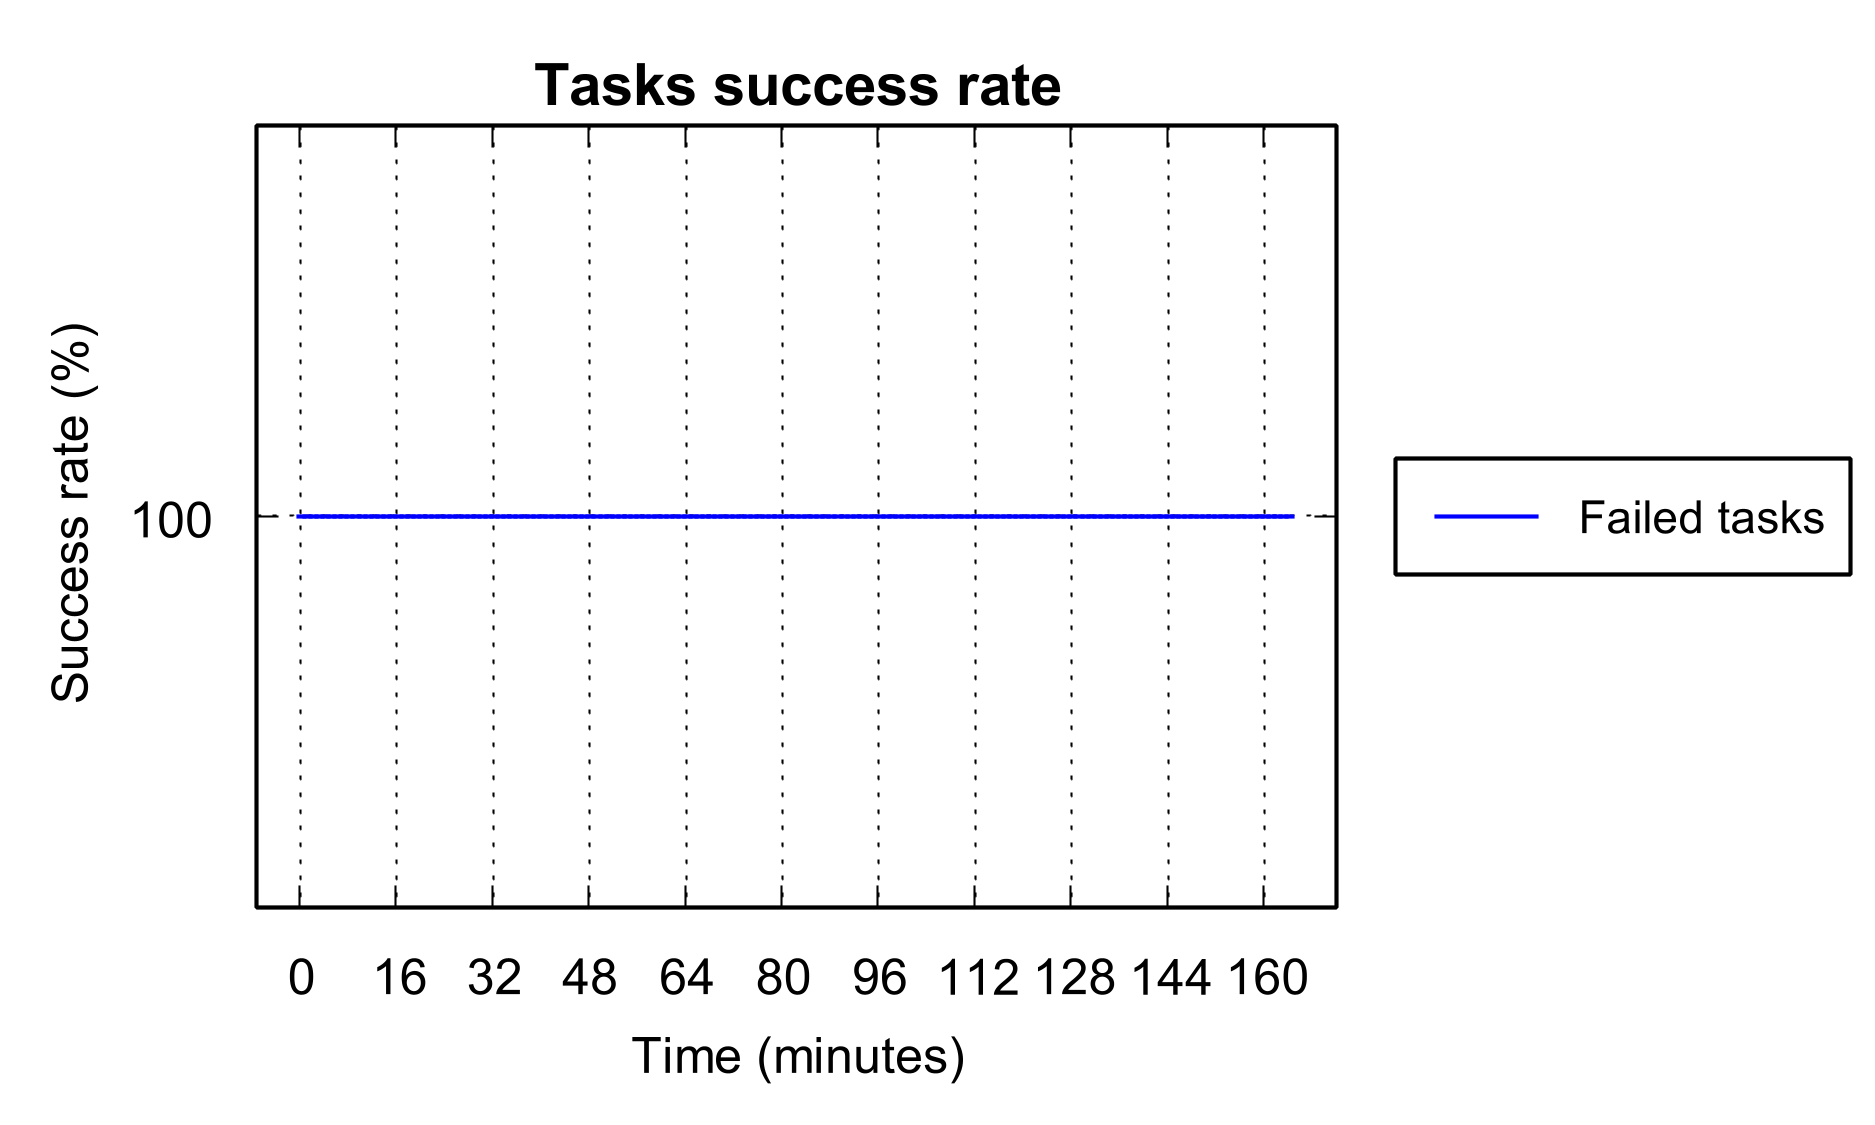 Tasks success rate
Success rate (%)
100
Failed tasks
0 16 32 48 64 80 96 112 128 144 160
Time (minutes)